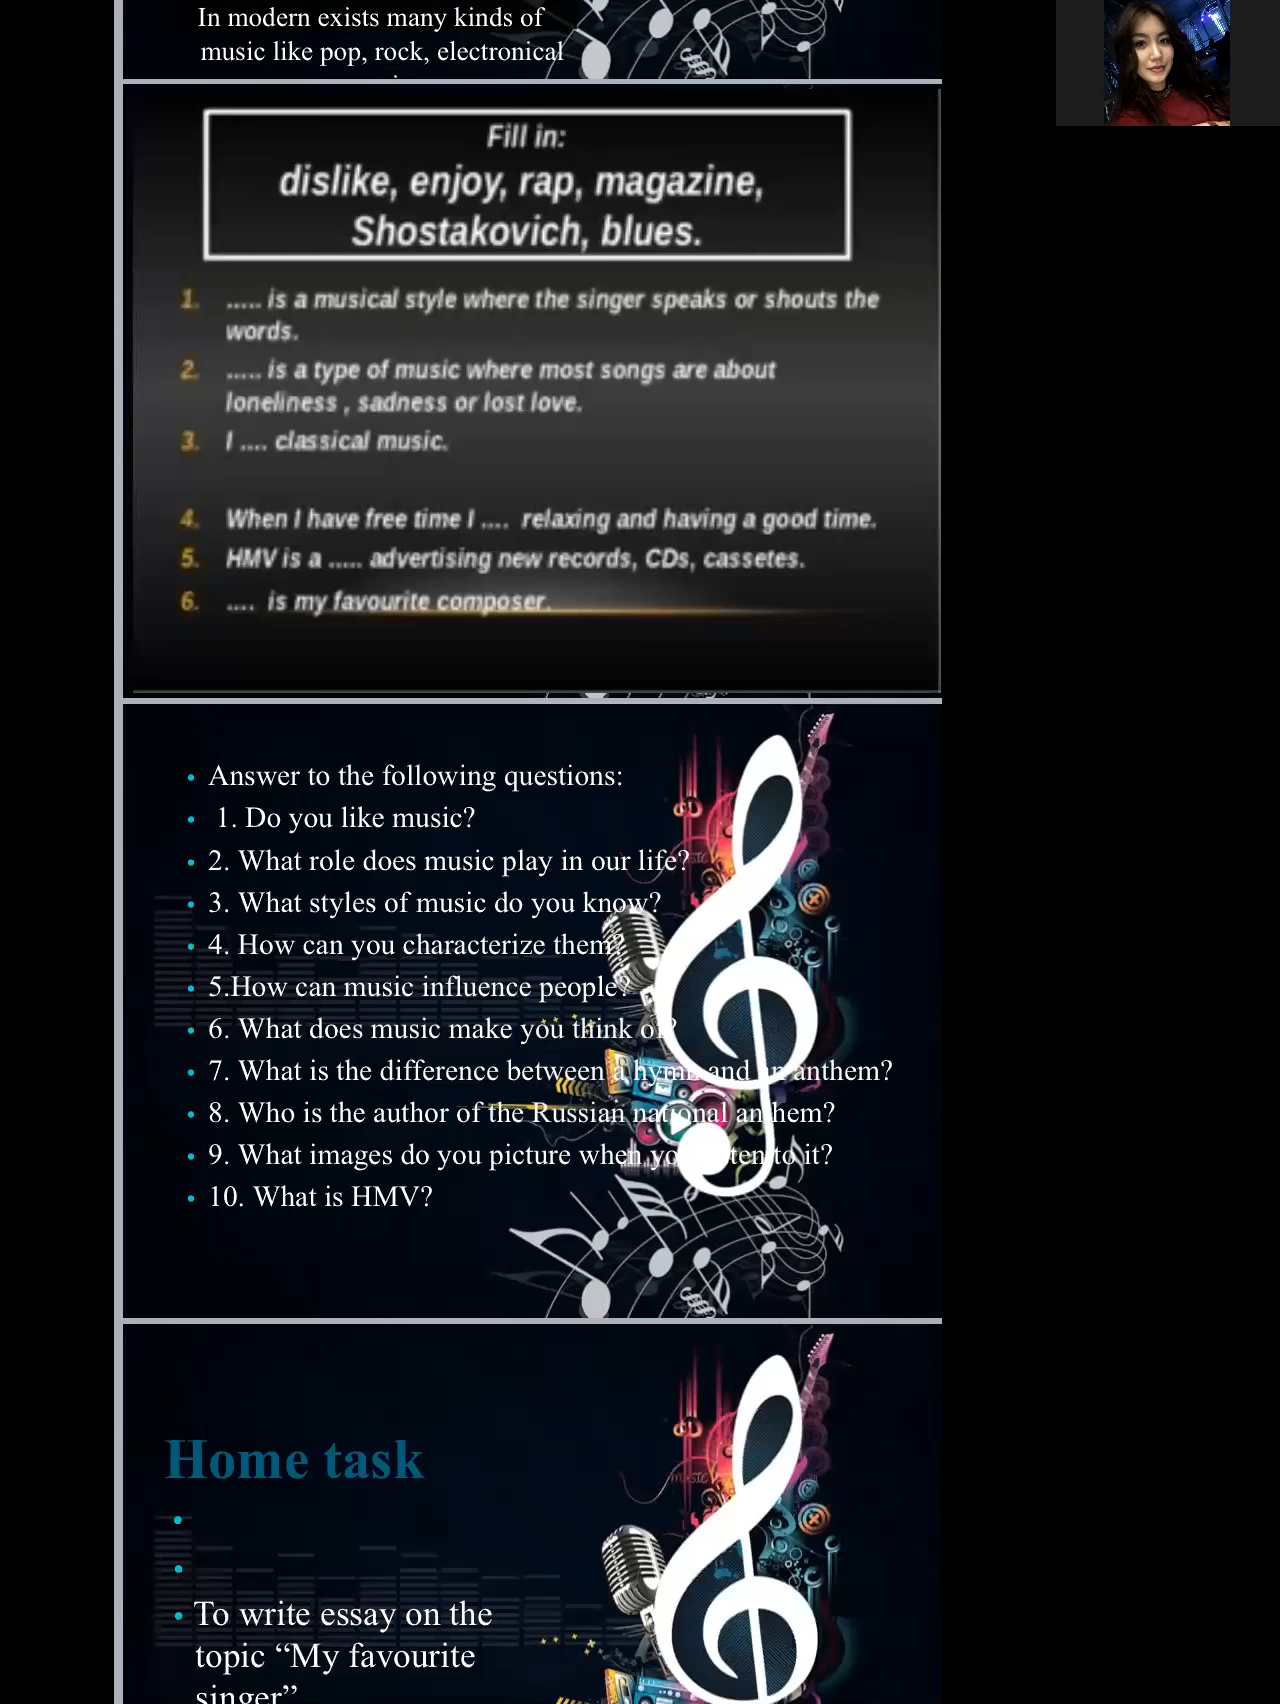 In modern exists many kinds of
music like pop, rock, electronical
Fill in:
dislike, enjoy, rap, magazine,
Shostakovich, blues.
1. ..... is a musical style where the singer speaks or shouts the
words.
2. ..... is a type of music where most songs are about
loneliness , sadness or lost love.
3. I .... classical music.
4. When I have free time I .... relaxing and having a good time.
5. HMV is a ..... advertising new records, CDs, cassetes.
6. .... is my favourite composer.
• Answer to the following questions:
• 1. Do you like music?
• 2. What role does music play in our life?
• 3. What styles of music do you know?
• 4. How can you characterize them?
• 5.How can music influence people?
• 6. What does music make you think of?
• 7. What is the difference between a hymn and an anthem?
• 8. Who is the author of the Russian national anthem?
• 9. What images do you picture when you listen to it?
• 10. What is HMV?
Home task
•
•
• To write essay on the
topic “My favourite
singer”